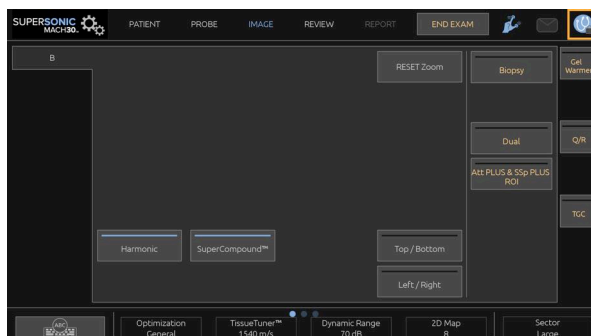 SUPERSONIC
MACH30
PATIENT PROBE IMAGE REVIEW REPORT END EXAM
B
RESET Zoom
Biopsy
Gel
Warmer
Dual
Q/R
Att PLUS & SSp PLUS
ROI
TGC
Harmonic
SuperCompound™
Top / Bottom
Left / Right
ABC
Optimization
General
TissueTuner™
1540 m/s
Dynamic Range
70 dB
2D Map
8
Sector
Large